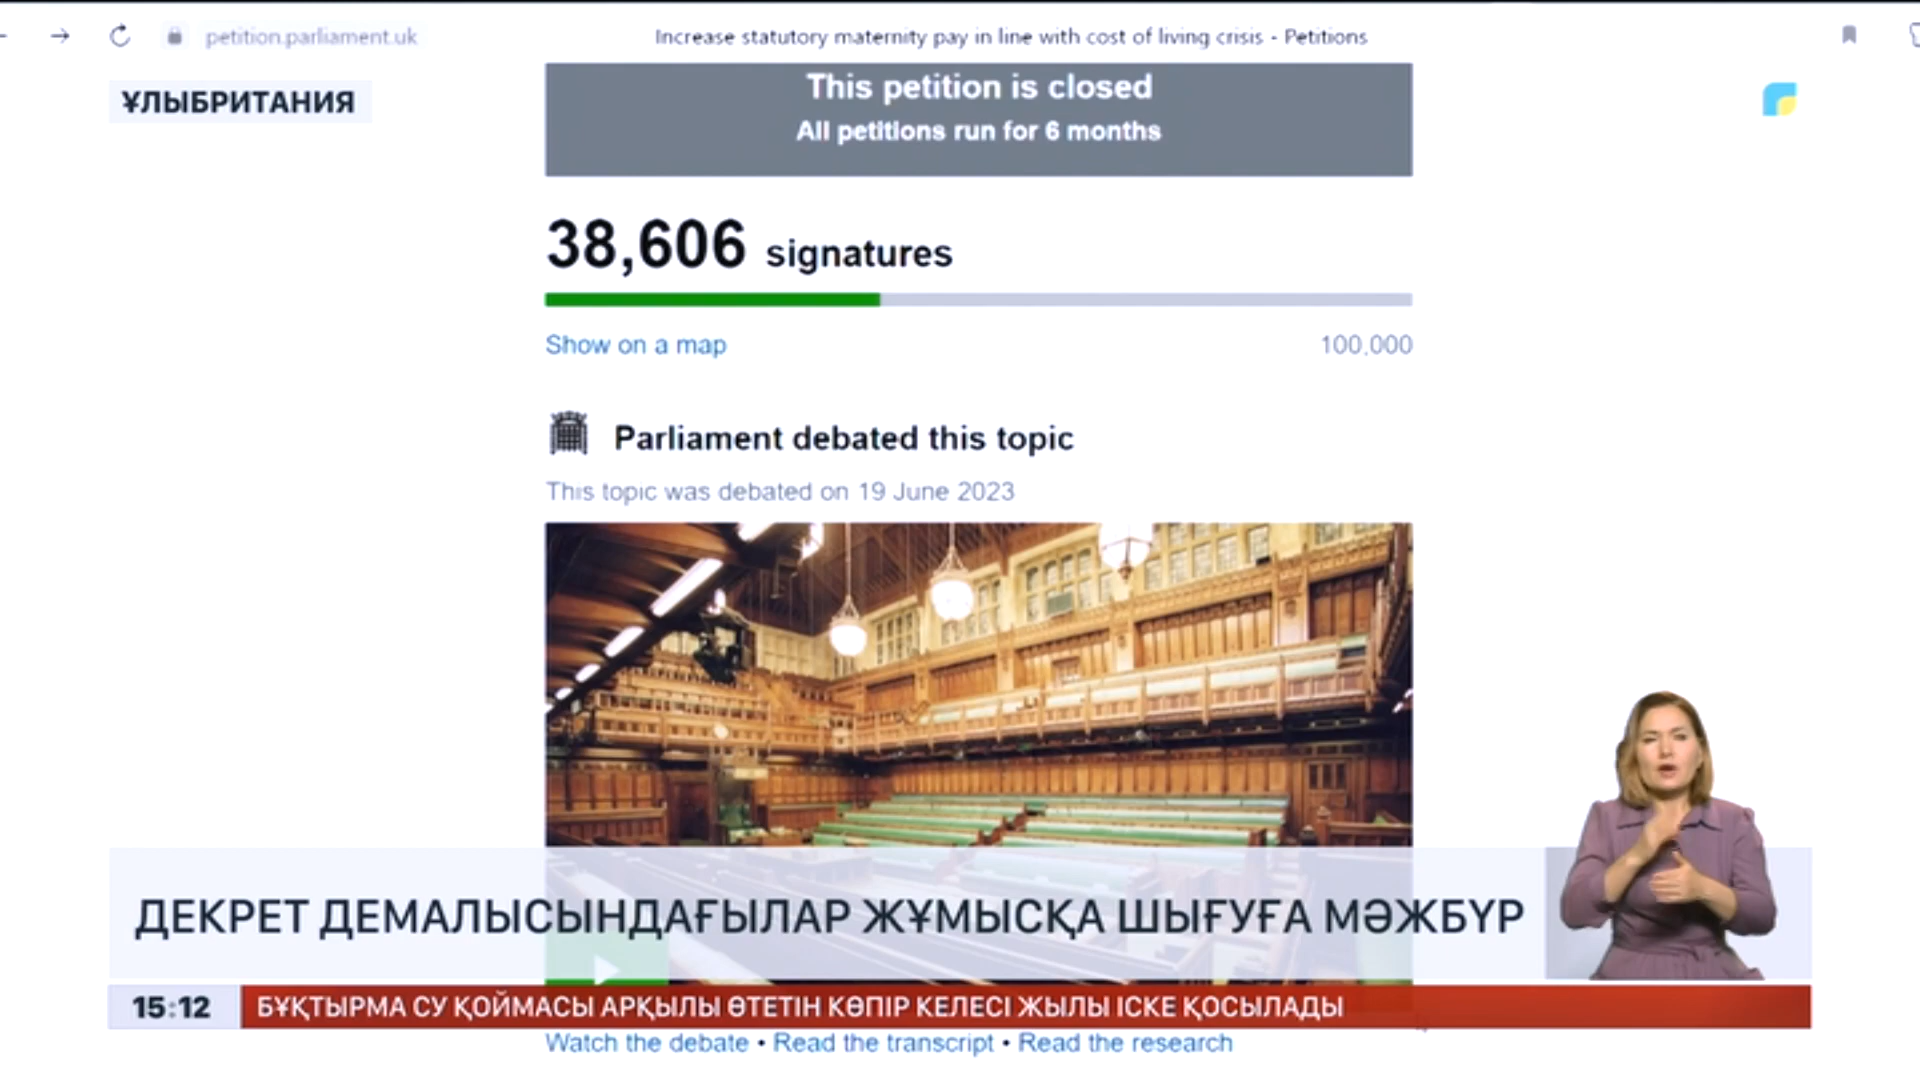 petition.parliament.uk
Increase statutory maternity pay in line with cost of living crisis - Petitions
ҰЛЫБРИТАНИЯ
This petition is closed
All petitions run for 6 months
38,606 signatures
Show on a map
100,000
Parliament debated this topic
This topic was debated on 19 June 2023
ДЕКРЕТ ДЕМАЛЫСЫНДАҒЫЛАР ЖҰМЫСҚА ШЫҒУҒА МӘЖБҮР
15:12
БҰҚТЫРМА СУ ҚОЙМАСЫ АРҚЫЛЫ ӨТЕТІН КӨПІР КЕЛЕСІ ЖЫЛЫ ІСКЕ ҚОСЫЛАДЫ
Watch the debate • Read the transcript • Read the research